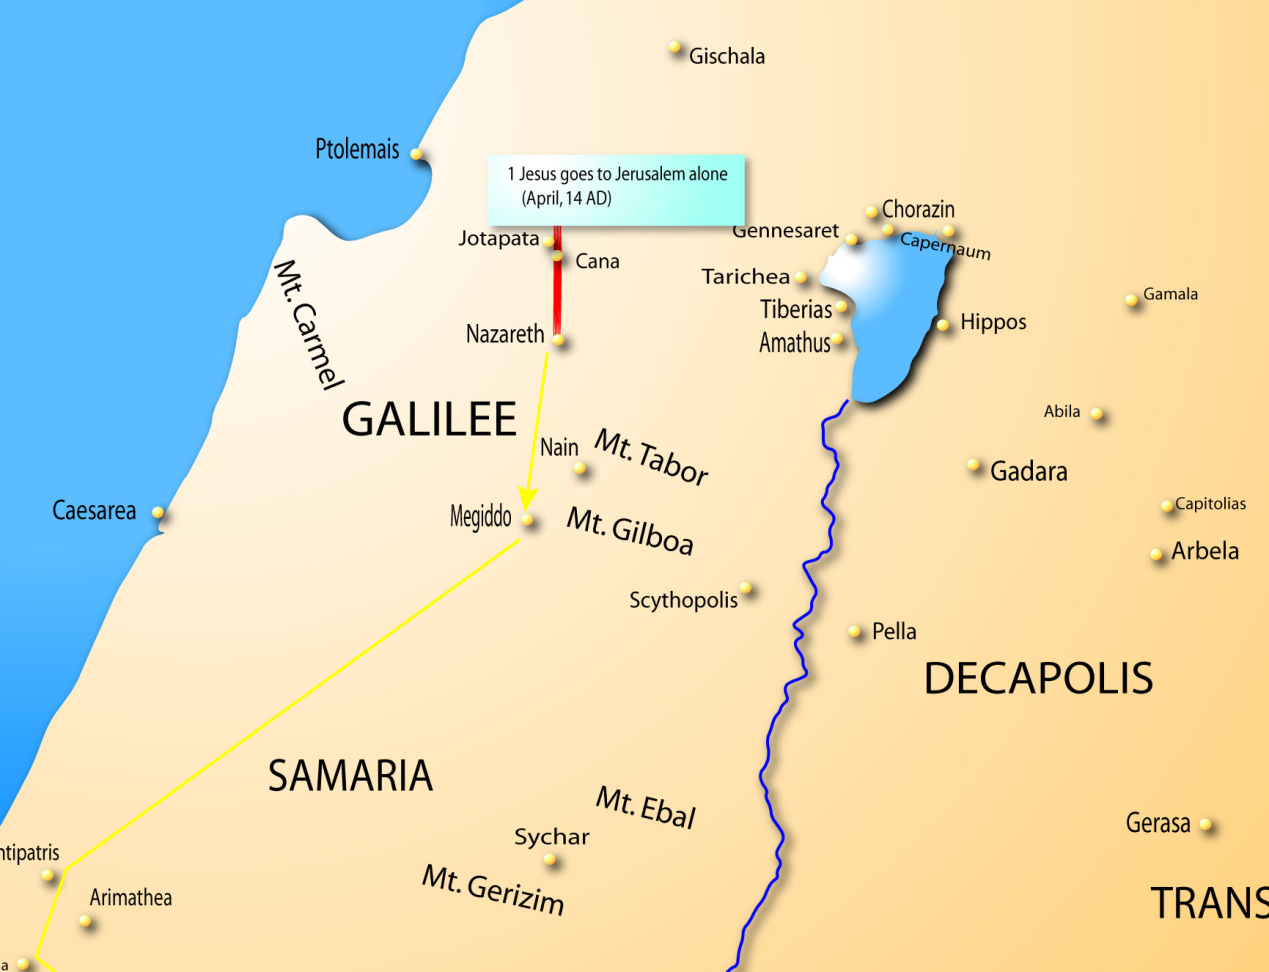 Gischala
Ptolemais
1 Jesus goes to Jerusalem alone
(April, 14 AD)
Chorazin
Gennesaret
Capernaum
Jotapata
Cana
Tarichea
Gamala
Tiberias
Hippos
Mt. Carmel
Nazareth
Amathus
GALILEE
Abila
Nain
Mt. Tabor
Gadara
Caesarea
Megiddo
Mt. Gilboa
Capitolias
Arbela
Scythopolis
Pella
DECAPOLIS
SAMARIA
Mt. Ebal
Gerasa
Sychar
ntipatris
Mt. Gerizim
Arimathea
TRANS
a